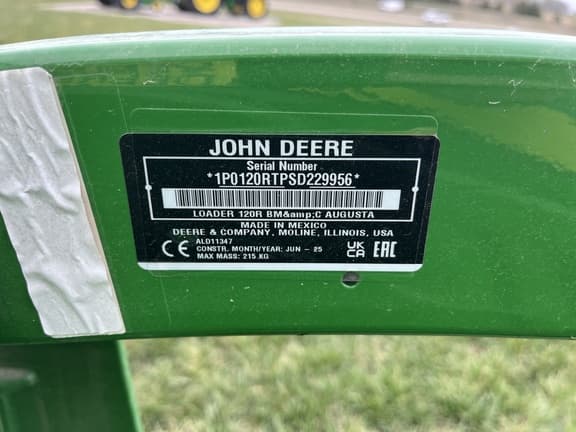 JOHN DEERE
Serial Number
*1P0120RTPSD229956*
LOADER 120R BM&amp;C AUGUSTA
MADE IN MEXICO
DEERE & COMPANY, MOLINE, ILLINOIS, USA
ALD11347
CONSTR. MONTH/YEAR: JUN - 25
MAX MASS: 215 KG
CE
UK CA
EAC